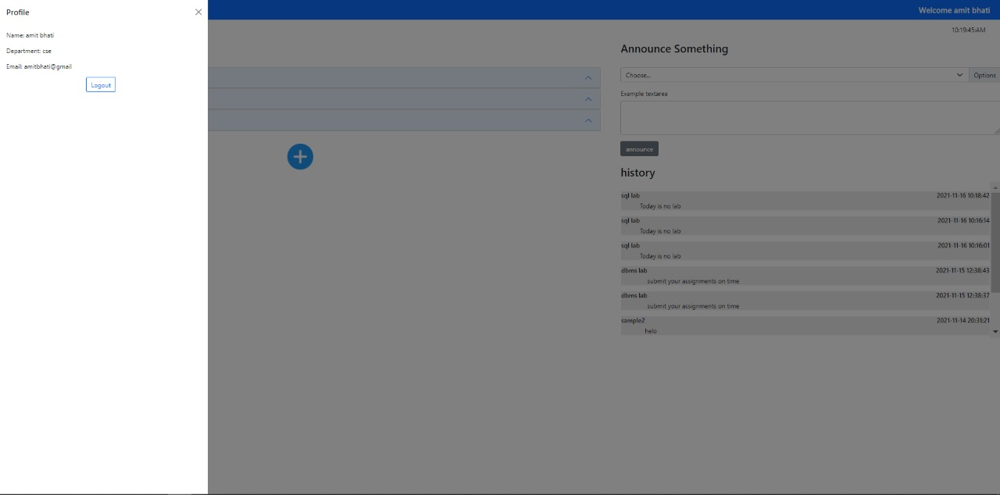 Profile
Name: amit bhati
Department: cse
Email: amitbhati@gmail
Logout
Welcome amit bhati
10:19:45:AM
Announce Something
Choose...
Options
Example textarea
announce
history
sql lab 2021-11-16 10:18:42
Today is no lab
sql lab 2021-11-16 10:16:14
Today is no lab
sql lab 2021-11-16 10:16:01
Today is no lab
dbms lab 2021-11-15 12:38:43
submit your assignments on time
dbms lab 2021-11-15 12:38:37
submit your assignments on time
sample2 2021-11-14 20:31:21
helo